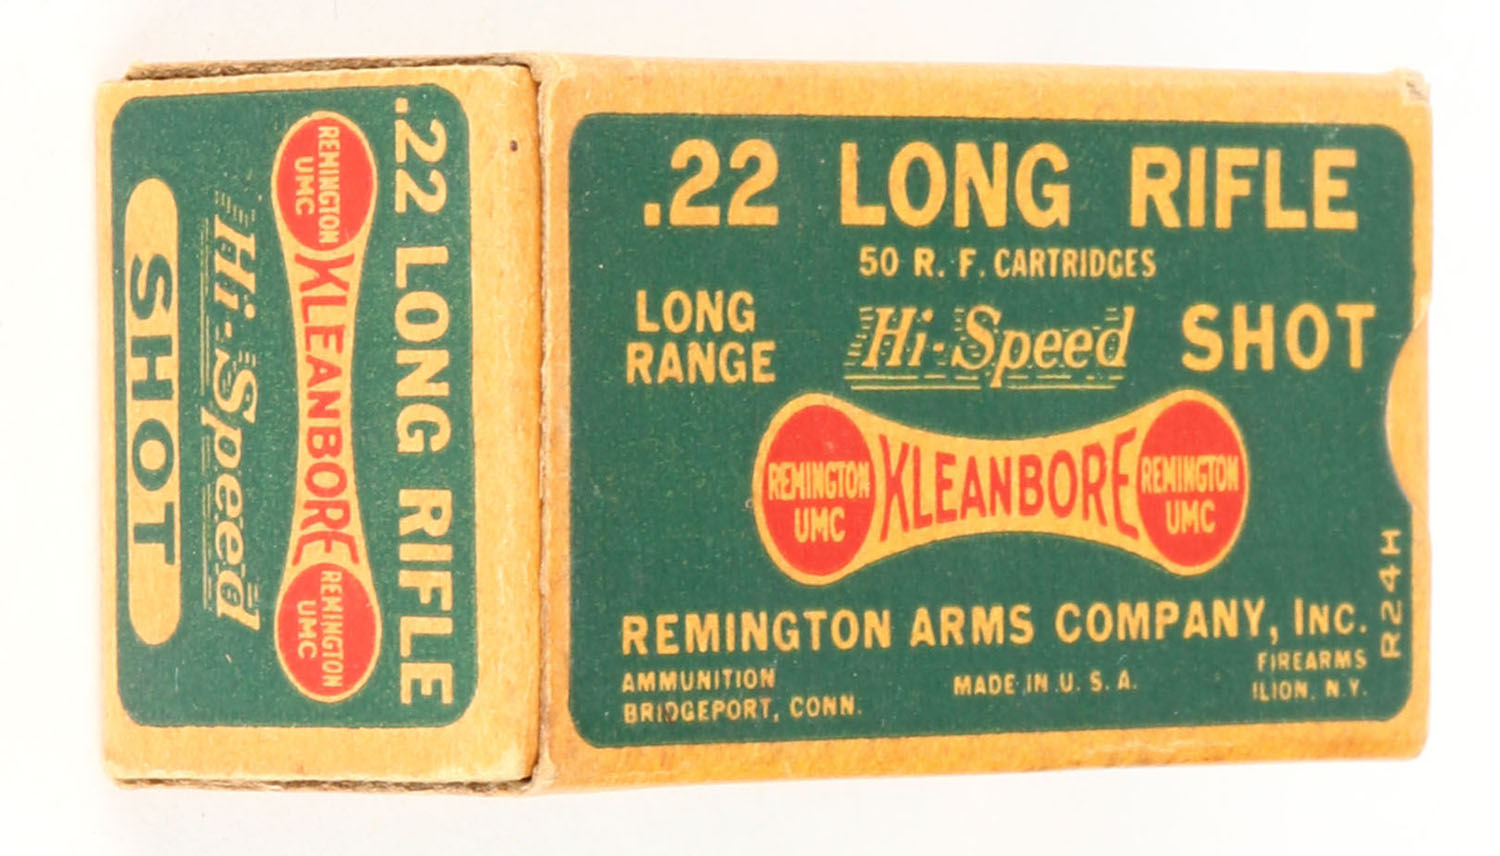 .22 LONG RIFLE
REMINGTON
UMC
KLEANBORE
REMINGTON
UMC
Hi-Speed
SHOT
.22 LONG RIFLE
50 R. F. CARTRIDGES
LONG
RANGE
Hi-Speed
SHOT
REMINGTON
UMC
KLEANBORE
REMINGTON
UMC
REMINGTON ARMS COMPANY, INC.
AMMUNITION
BRIDGEPORT, CONN.
MADE IN U. S. A.
FIREARMS
ILION, N.Y.
R24H